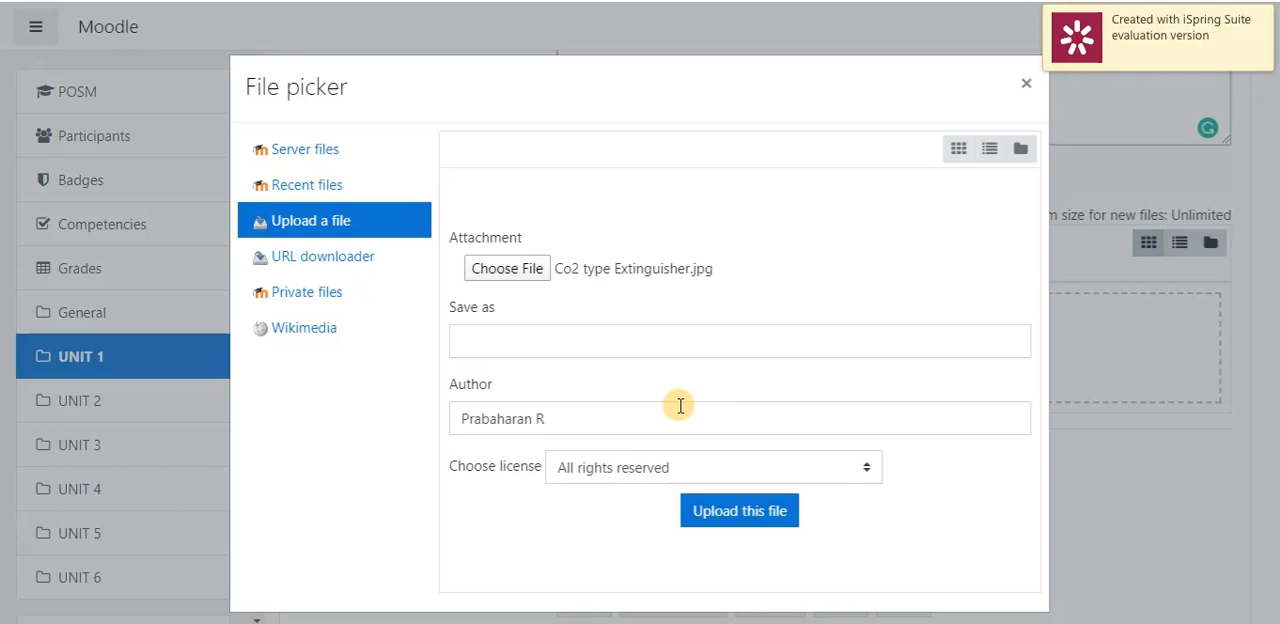 Moodle
Created with iSpring Suite
evaluation version
POSM
Participants
Badges
Competencies
Grades
General
UNIT 1
UNIT 2
UNIT 3
UNIT 4
UNIT 5
UNIT 6
File picker
×
Server files
Recent files
Upload a file
URL downloader
Private files
Wikimedia
Attachment
Choose File Co2 type Extinguisher.jpg
Save as
Author
Prabaharan R
Choose license All rights reserved
Upload this file
m size for new files: Unlimited